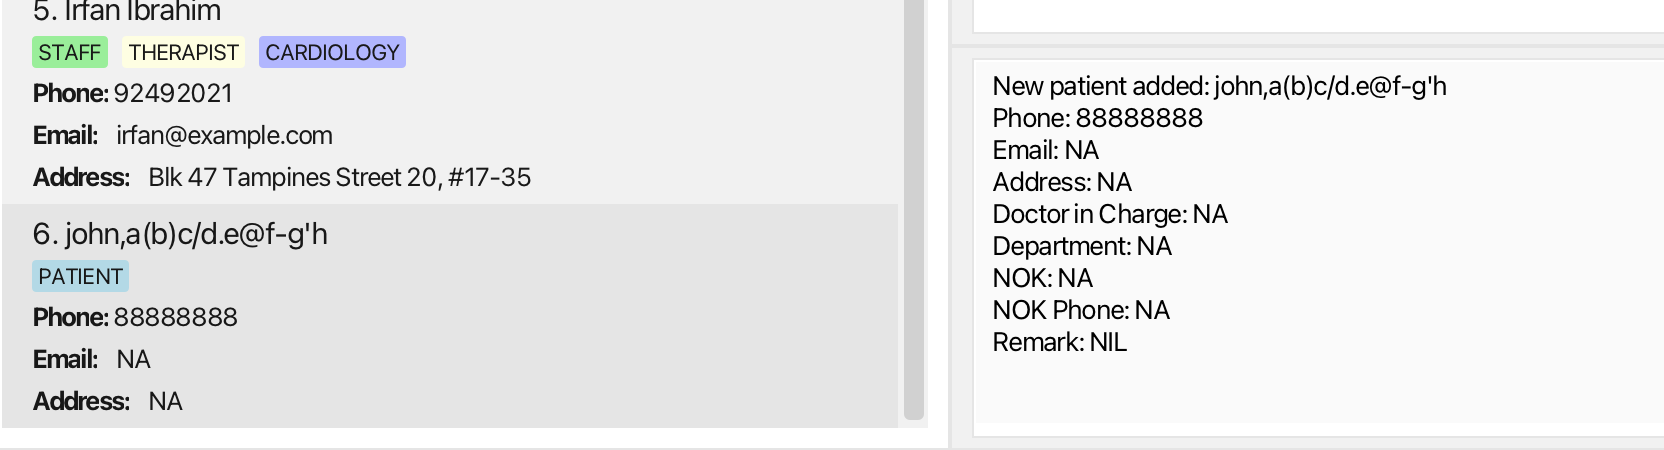 5. Irfan Ibrahim
STAFF THERAPIST CARDIOLOGY
Phone: 92492021
Email: irfan@example.com
Address: Blk 47 Tampines Street 20, #17-35
6. john,a(b)c/d.e@f-g'h
PATIENT
Phone: 88888888
Email: NA
Address: NA
New patient added: john,a(b)c/d.e@f-g'h
Phone: 88888888
Email: NA
Address: NA
Doctor in Charge: NA
Department: NA
NOK: NA
NOK Phone: NA
Remark: NIL